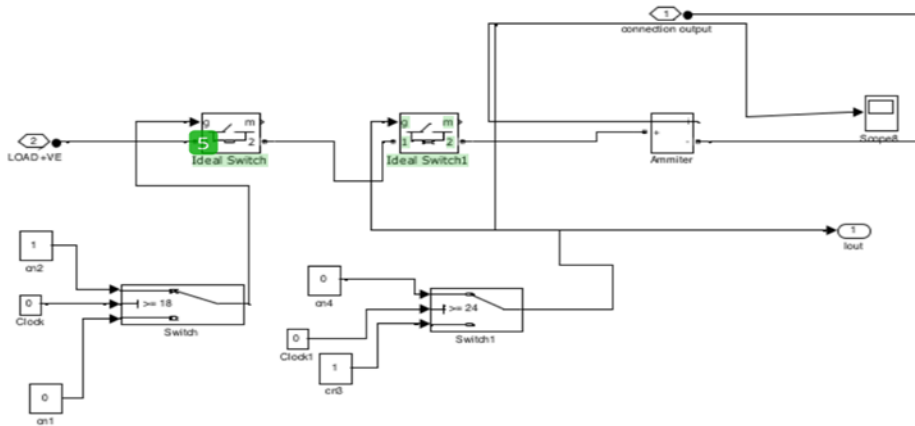 1
connection output
g
m
g
m
2
5
2
1
2
+
i
-
LOAD+VE
Ideal Switch
Ideal Switch1
Ammiter
Scope8
1
Iout
1
cn2
0
Clock
>= 18
Switch
0
cn4
0
Clock1
>= 24
Switch1
1
cn3
0
cn1